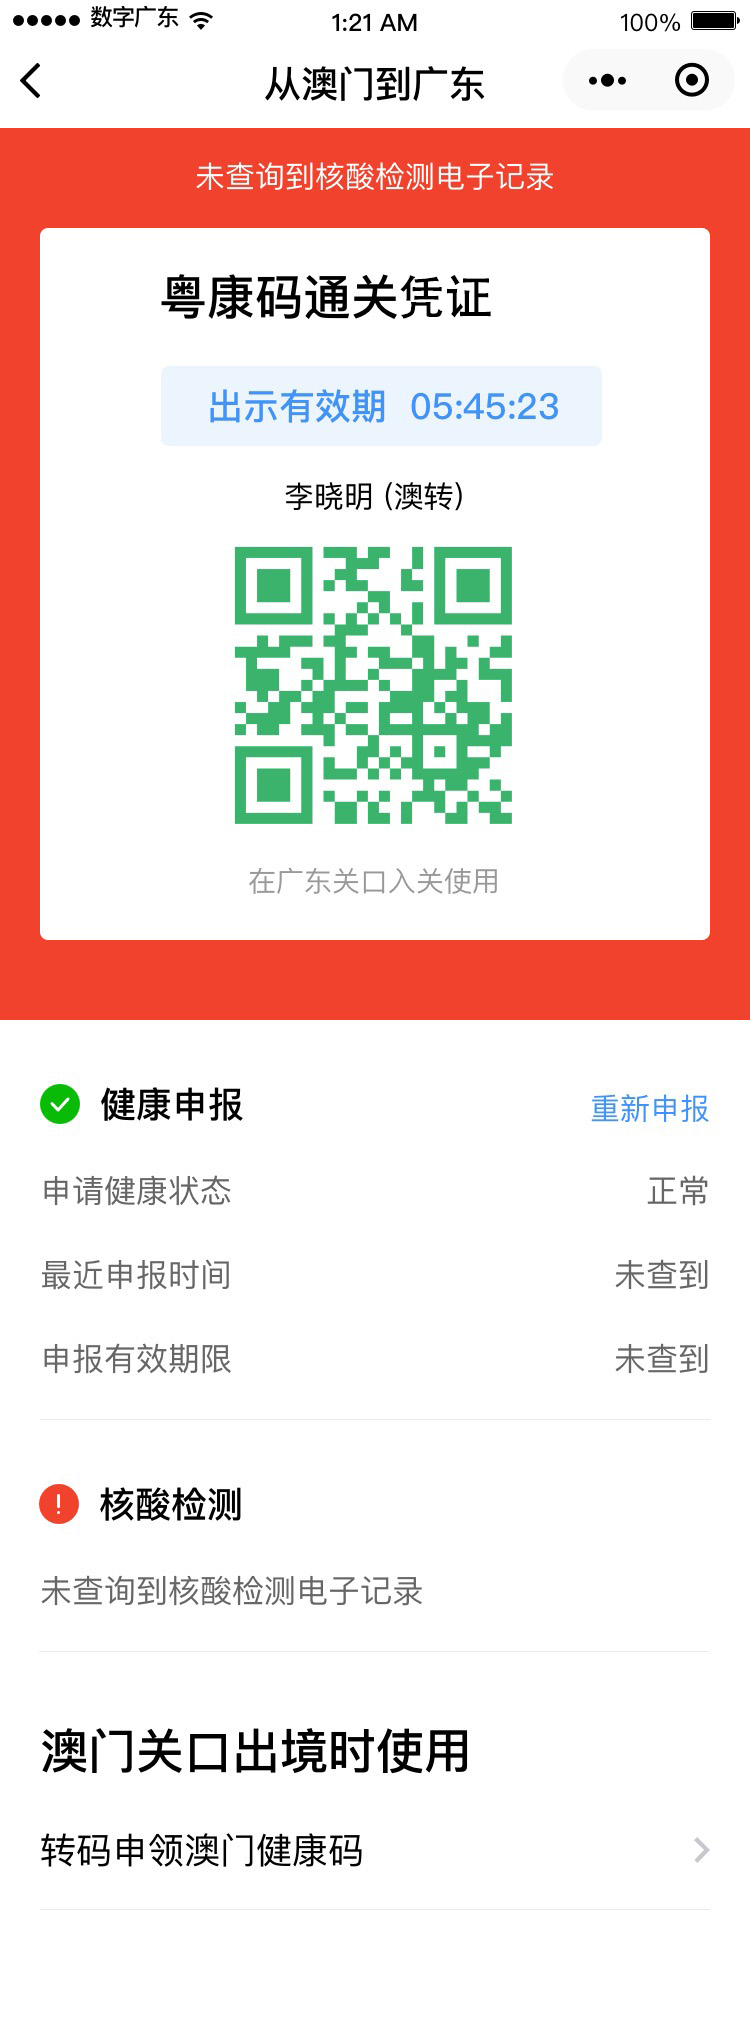 数字广东 1:21 AM 100%
从澳门到广东
未查询到核酸检测电子记录
粤康码通关凭证
出示有效期 05:45:23
李晓明 (澳转)
在广东关口入关使用
健康申报 重新申报
申请健康状态 正常
最近申报时间 未查到
申报有效期限 未查到
核酸检测
未查询到核酸检测电子记录
澳门关口出境时使用
转码申领澳门健康码